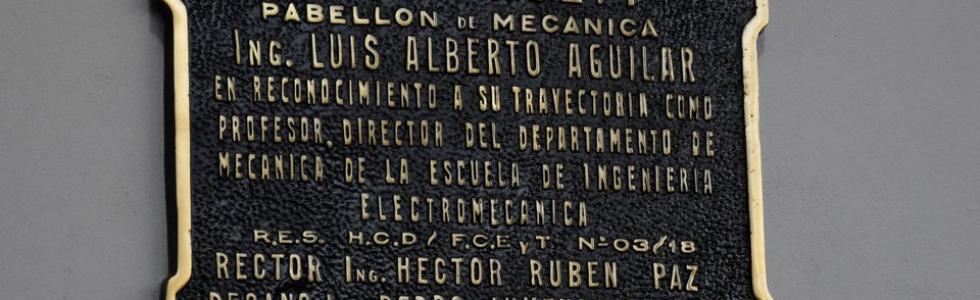 PABELLON DE MECANICA
ING. LUIS ALBERTO AGUILAR
EN RECONOCIMIENTO A SU TRAYECTORIA COMO
PROFESOR, DIRECTOR DEL DEPARTAMENTO DE
MECANICA DE LA ESCUELA DE INGENIERIA
ELECTROMECANICA
R.E.S. H.C.D/F.C.E y T Nº03/18
RECTOR ING. HECTOR RUBEN PAZ